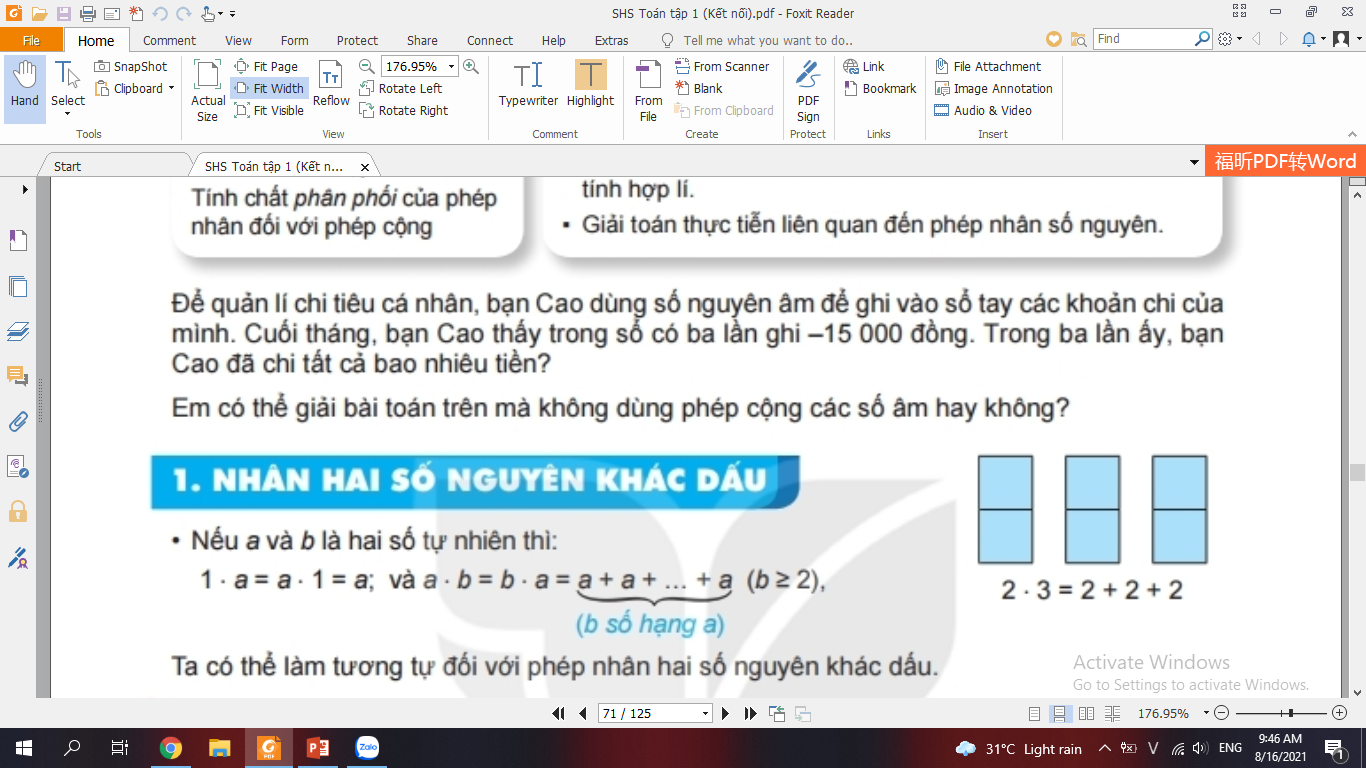 SHS Toán tập 1 (Kết nối).pdf - Foxit Reader
File Home Comment View Form Protect Share Connect Help Extras Tell me what you want to do.. Find
Hand
Select
SnapShot
Clipboard
Tools
Actual Size
Fit Page
Fit Width
Fit Visible
Reflow
176.95%
Rotate Left
Rotate Right
View
Typewriter
Highlight
Comment
From File
From Scanner
Blank
From Clipboard
Create
PDF Sign
Protect
Link
Bookmark
Links
File Attachment
Image Annotation
Audio & Video
Insert
Start
SHS Toán tập 1 (Kết n...
福昕PDF转Word
Tính chất phân phối của phép
nhân đối với phép cộng
tính hợp lí.
▪ Giải toán thực tiễn liên quan đến phép nhân số nguyên.
Để quản lí chi tiêu cá nhân, bạn Cao dùng số nguyên âm để ghi vào sổ tay các khoản chi của
mình. Cuối tháng, bạn Cao thấy trong sổ có ba lần ghi –15 000 đồng. Trong ba lần ấy, bạn
Cao đã chi tất cả bao nhiêu tiền?
Em có thể giải bài toán trên mà không dùng phép cộng các số âm hay không?
1. NHÂN HAI SỐ NGUYÊN KHÁC DẤU
• Nếu a và b là hai số tự nhiên thì:
1 · a = a · 1 = a; và a · b = b · a = a + a + ... + a (b ≥ 2),
(b số hạng a)
2 · 3 = 2 + 2 + 2
Ta có thể làm tương tự đối với phép nhân hai số nguyên khác dấu.
Activate Windows
Go to Settings to activate Windows.
71 / 125
176.95%
PDF
Zalo
31°C Light rain
ENG
9:46 AM
8/16/2021
1